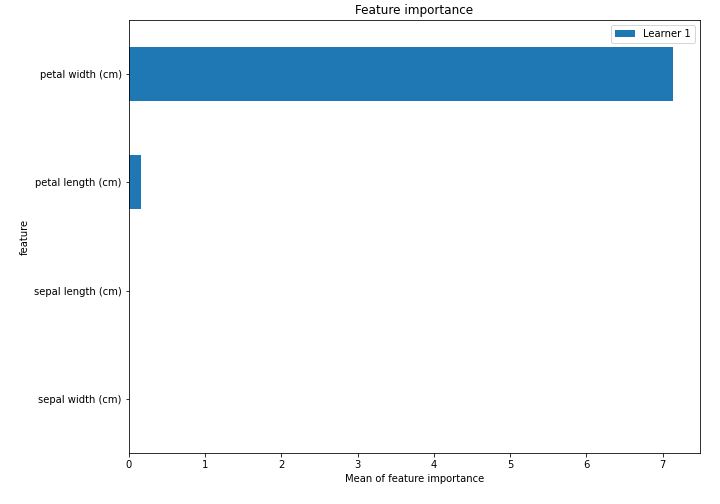 Feature importance
Learner 1
petal width (cm)
petal length (cm)
feature
sepal length (cm)
sepal width (cm)
0 1 2 3 4 5 6 7
Mean of feature importance